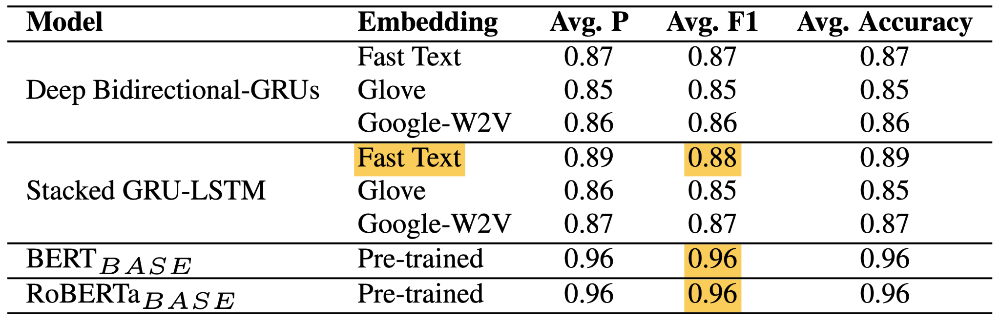 Model Embedding Avg. P Avg. F1 Avg. Accuracy
Fast Text 0.87 0.87 0.87
Deep Bidirectional-GRUs Glove 0.85 0.85 0.85
Google-W2V 0.86 0.86 0.86
Fast Text 0.89 0.88 0.89
Stacked GRU-LSTM Glove 0.86 0.85 0.85
Google-W2V 0.87 0.87 0.87
BERT BASE Pre-trained 0.96 0.96 0.96
RoBERTa BASE Pre-trained 0.96 0.96 0.96